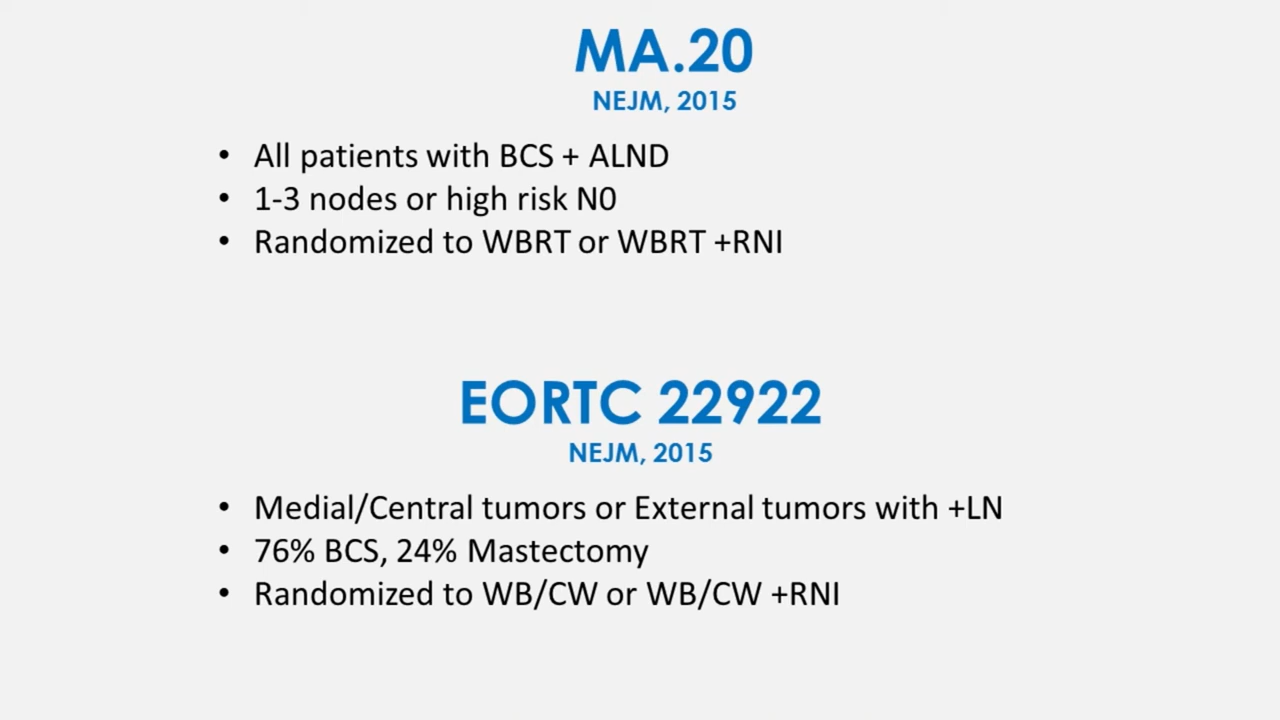 MA.20
NEJM, 2015
• All patients with BCS + ALND
• 1-3 nodes or high risk N0
• Randomized to WBRT or WBRT +RNI
EORTC 22922
NEJM, 2015
• Medial/Central tumors or External tumors with +LN
• 76% BCS, 24% Mastectomy
• Randomized to WB/CW or WB/CW +RNI